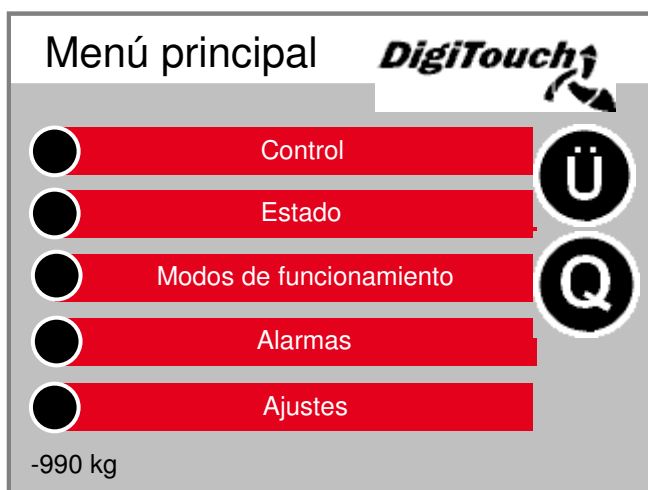 Menú principal
DigiTouch
Control
Ü
Estado
Modos de funcionamiento
Q
Alarmas
Ajustes
-990 kg